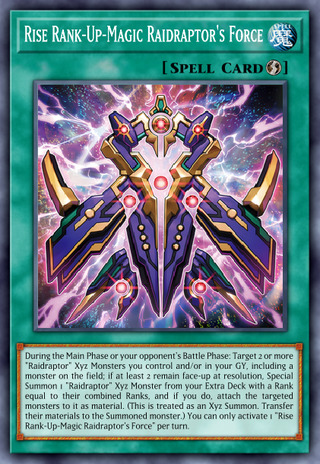 Rise Rank-Up-Magic Raidraptor's Force
魔
[Spell Card]
During the Main Phase or your opponent's Battle Phase: Target 2 or more
"Raidraptor" Xyz Monsters you control and/or in your GY, including a
monster on the field; if at least 2 remain face-up at resolution, Special
Summon 1 "Raidraptor" Xyz Monster from your Extra Deck with a Rank
equal to their combined Ranks, and if you do, attach the targeted
monsters to it as material. (This is treated as an Xyz Summon. Transfer
their materials to the Summoned monster.) You can only activate 1 "Rise
Rank-Up-Magic Raidraptor's Force" per turn.